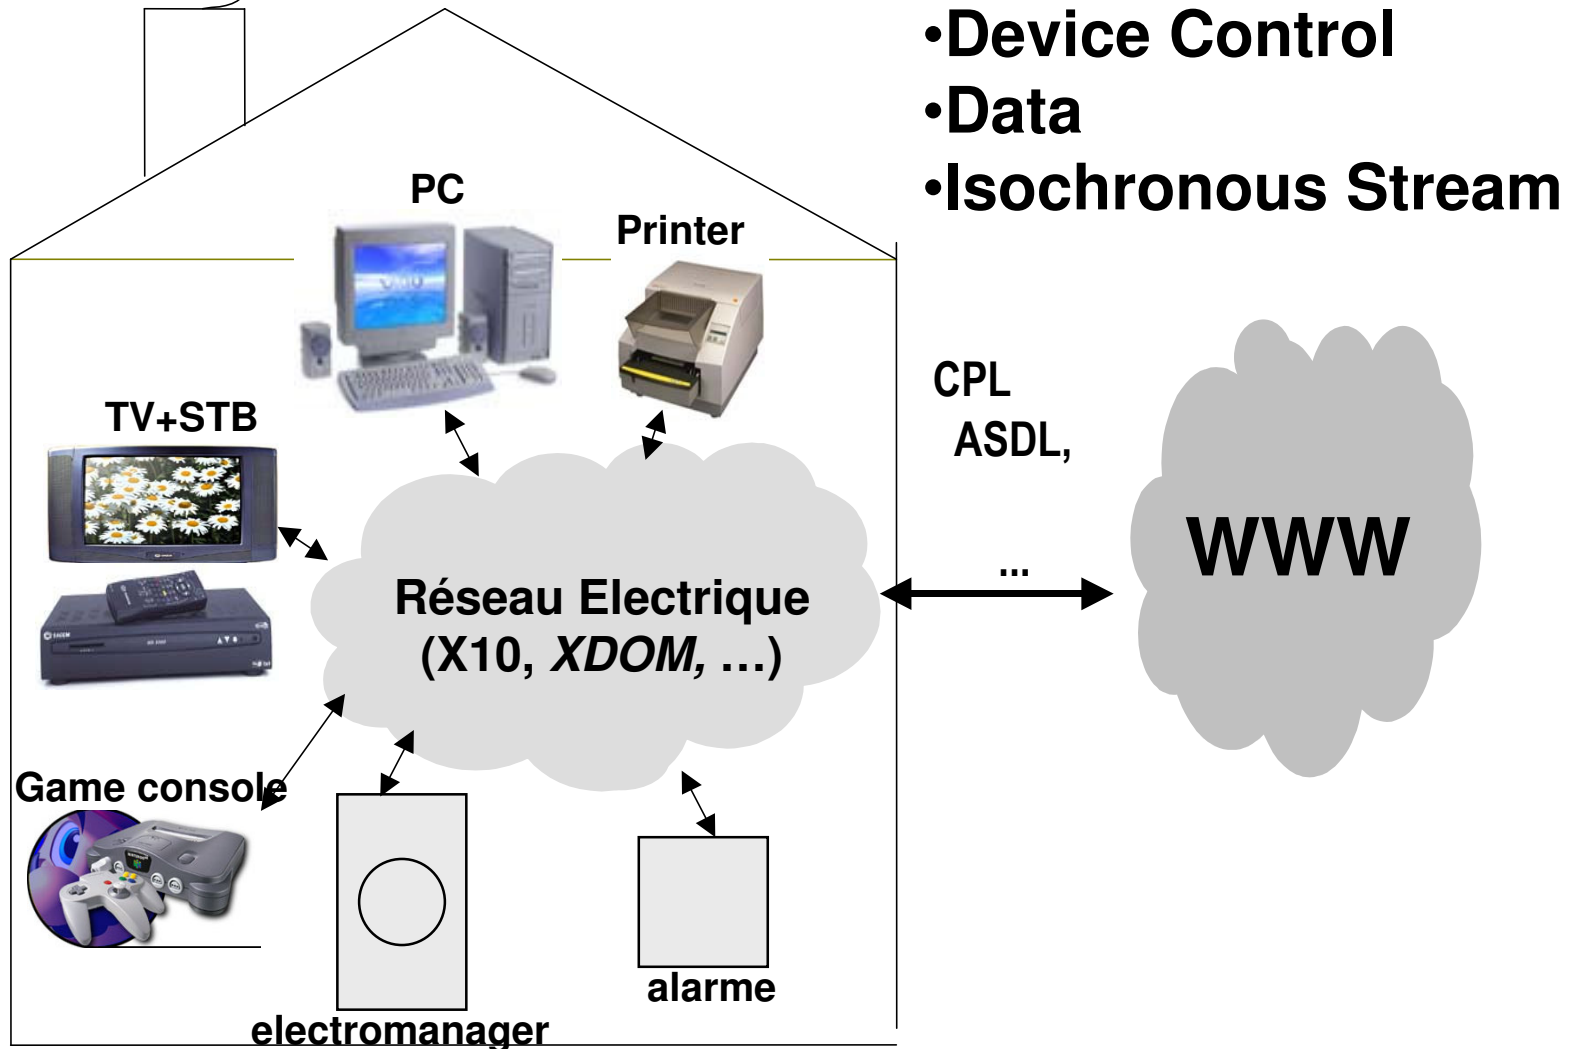 •Device Control
•Data
•Isochronous Stream
PC
Printer
TV+STB
CPL
ASDL,
...
WWW
Réseau Electrique
(X10, XDOM, …)
Game console
electromanager
alarme